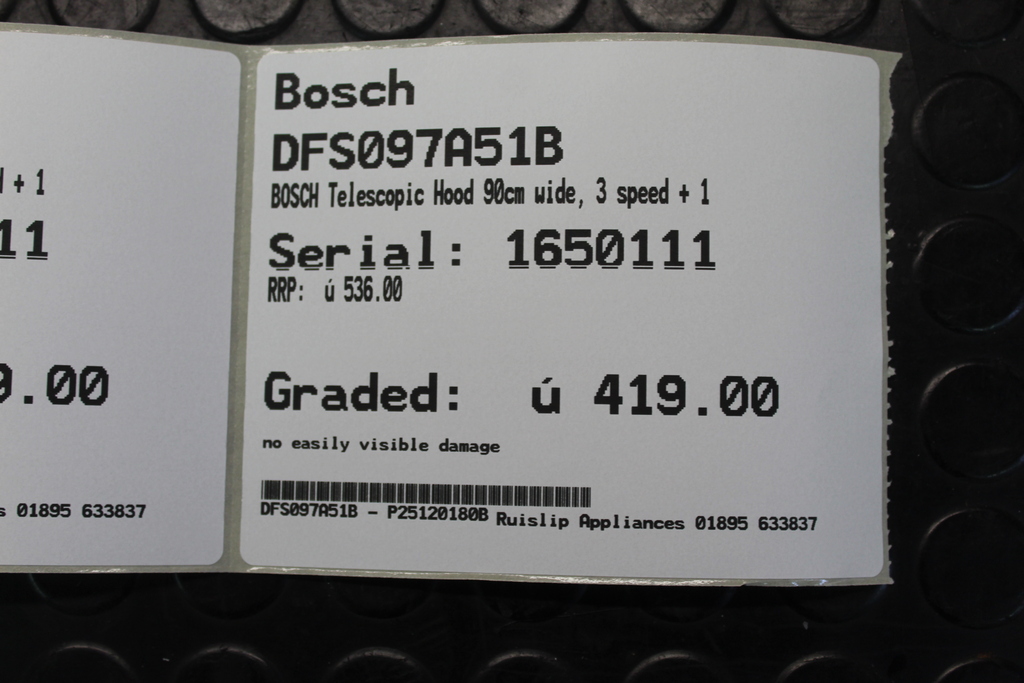 Bosch
DFS097A51B
BOSCH Telescopic Hood 90cm wide, 3 speed + 1
Serial: 1650111
RRP: ú 536.00
Graded: ú 419.00
no easily visible damage
DFS097A51B - P25120180B Ruislip Appliances 01895 633837
+ 1
11
.00
s 01895 633837